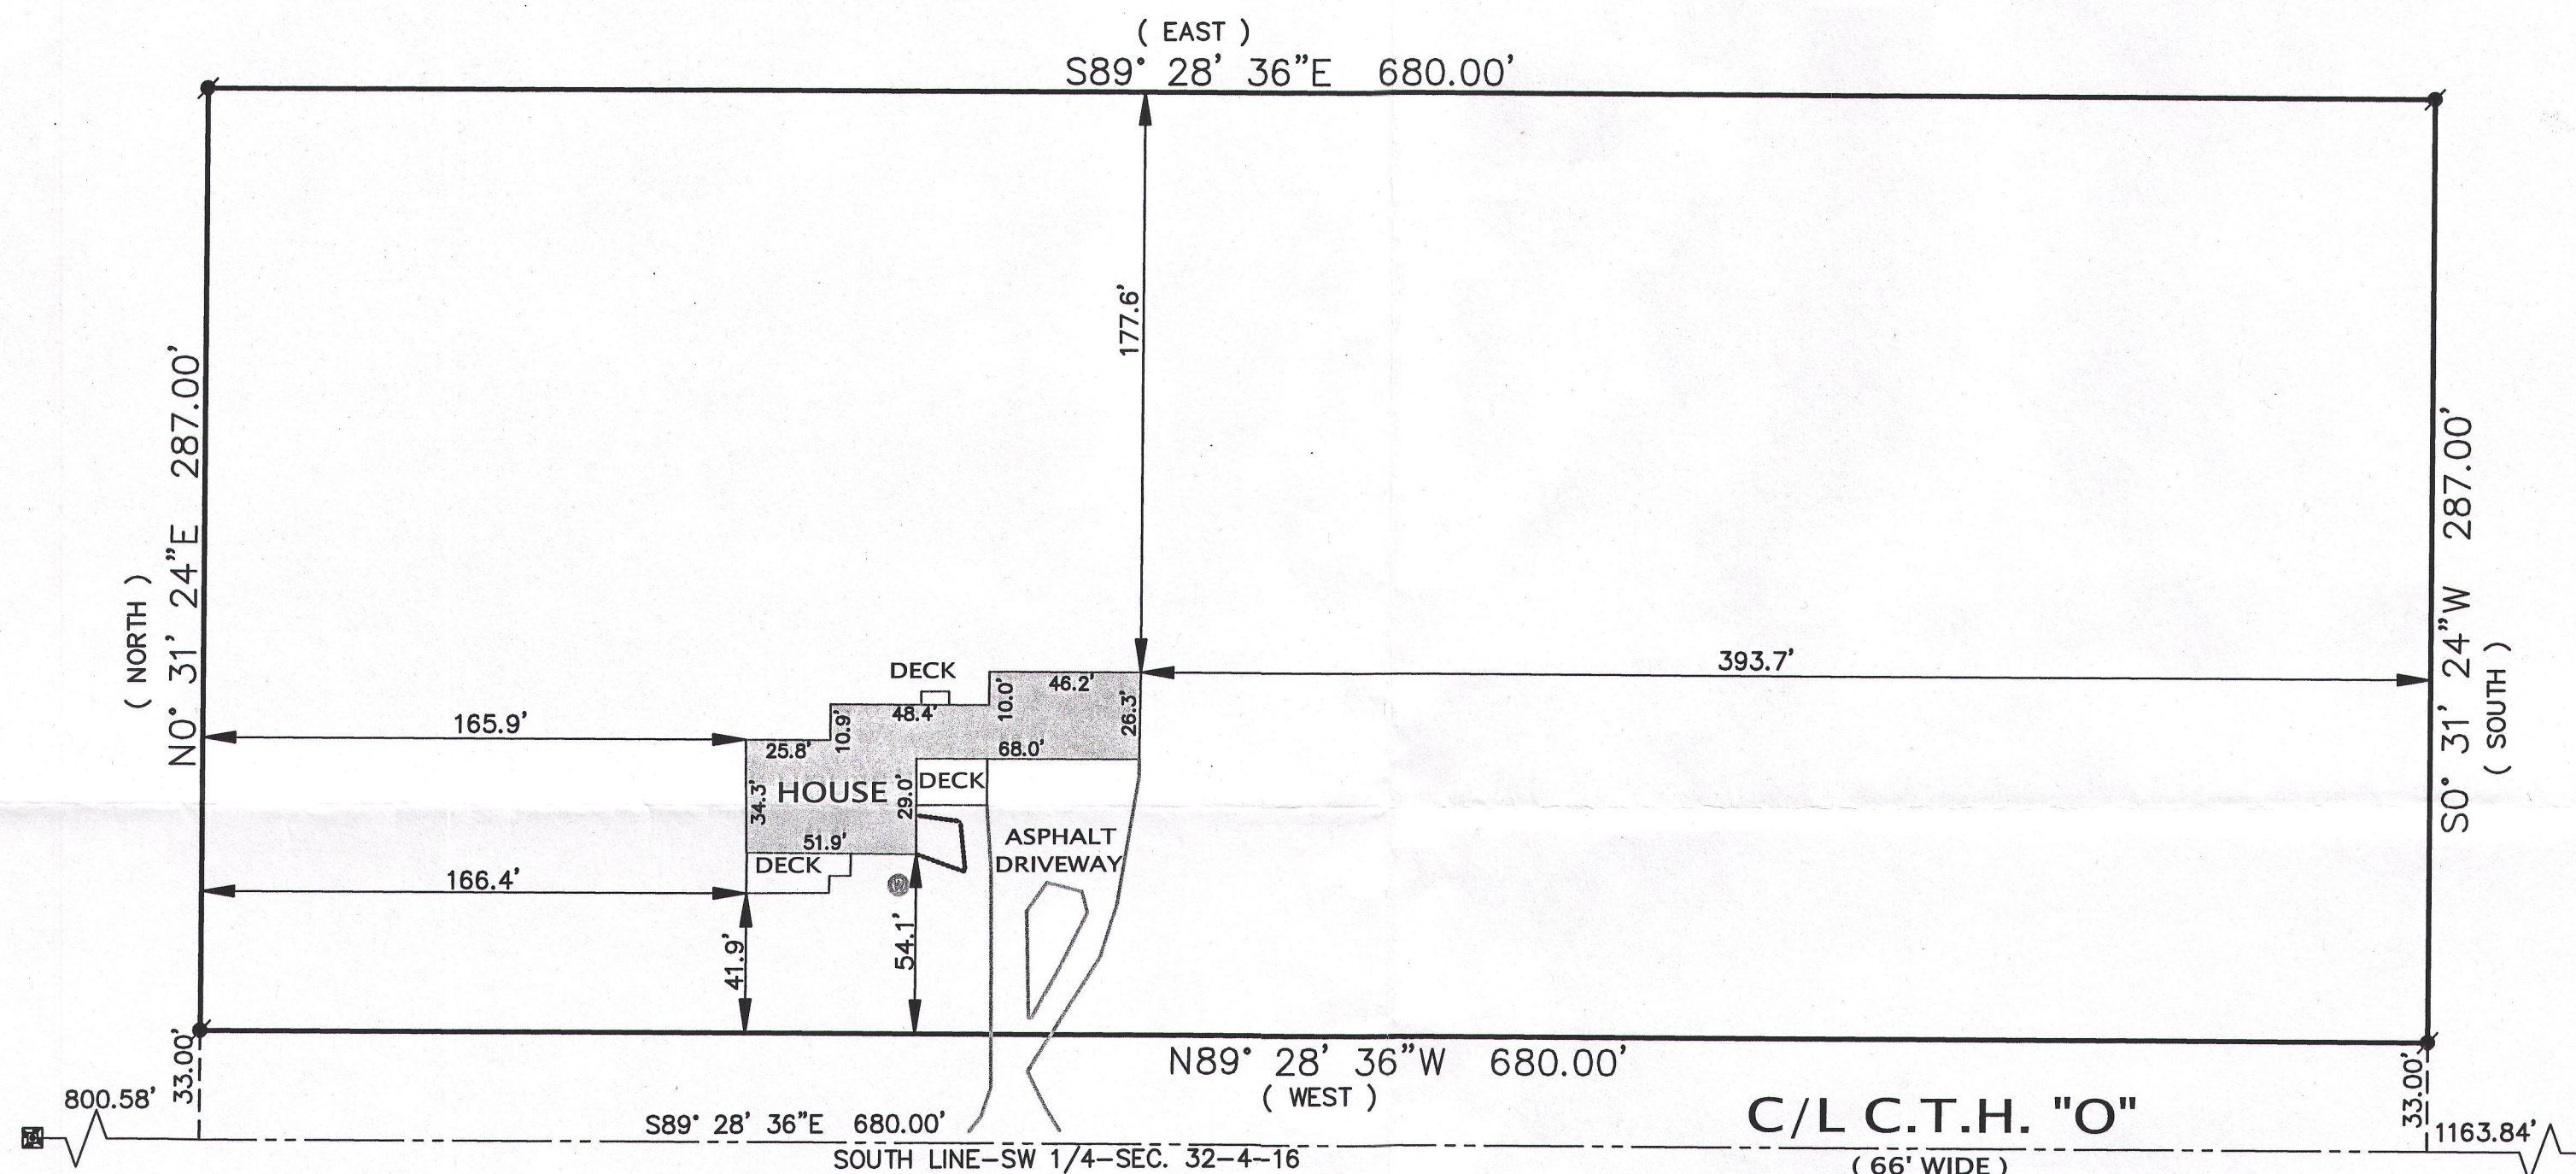 ( EAST )
S89° 28' 36"E 680.00'
177.6'
N0° 31' 24"E 287.00'
( NORTH )
S0° 31' 24"W 287.00'
( SOUTH )
393.7'
DECK
46.2'
10.0'
26.3'
48.4'
10.9'
68.0'
165.9'
25.8'
HOUSE
34.3'
29.0'
DECK
51.9'
DECK
ASPHALT
DRIVEWAY
166.4'
W
41.9'
54.1'
N89° 28' 36"W 680.00'
( WEST )
33.00'
33.00'
800.58'
S89° 28' 36"E 680.00'
C/L C.T.H. "O"
1163.84'
SOUTH LINE-SW 1/4-SEC. 32-4-16
( 66' WIDE )